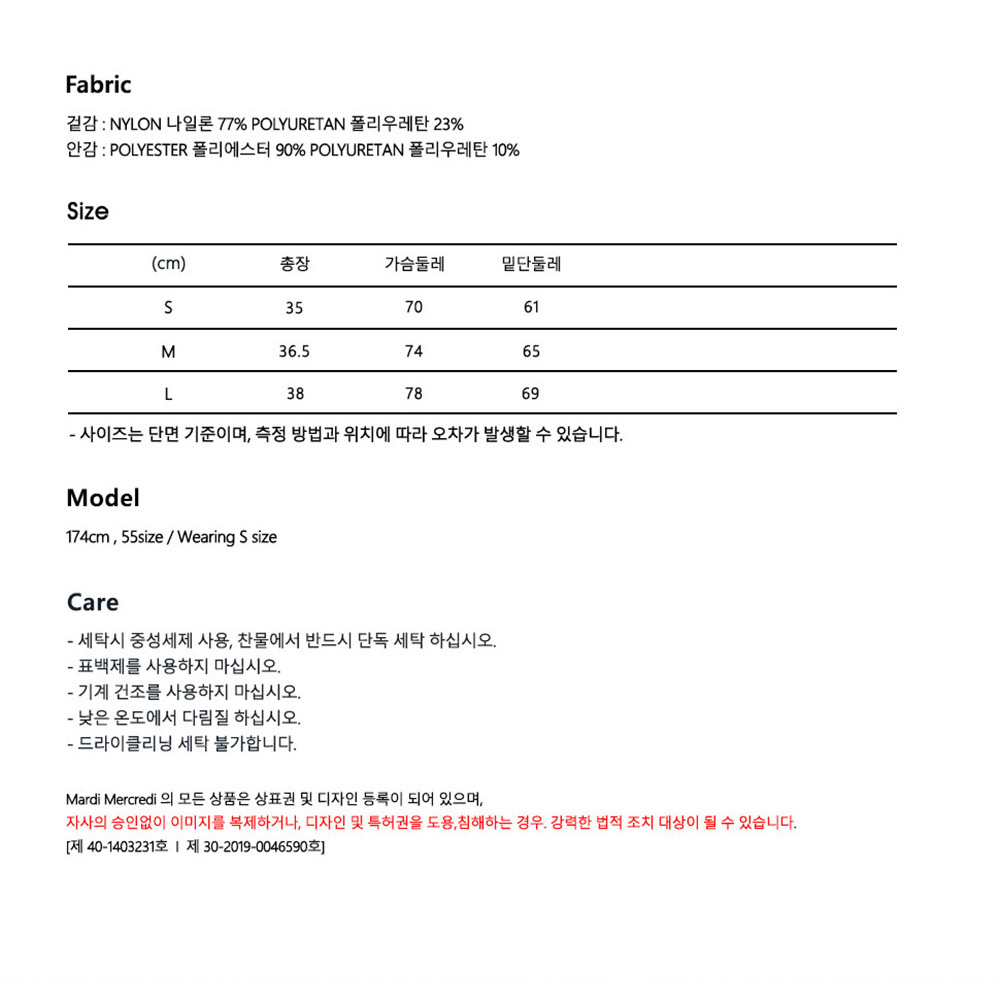 Fabric
겉감 : NYLON 나일론 77% POLYURETAN 폴리우레탄 23%
안감 : POLYESTER 폴리에스터 90% POLYURETAN 폴리우레탄 10%
Size
(cm) 총장 가슴둘레 밑단둘레
S 35 70 61
M 36.5 74 65
L 38 78 69
- 사이즈는 단면 기준이며, 측정 방법과 위치에 따라 오차가 발생할 수 있습니다.
Model
174cm , 55size / Wearing S size
Care
- 세탁시 중성세제 사용, 찬물에서 반드시 단독 세탁 하십시오.
- 표백제를 사용하지 마십시오.
- 기계 건조를 사용하지 마십시오.
- 낮은 온도에서 다림질 하십시오.
- 드라이클리닝 세탁 불가합니다.
Mardi Mercredi 의 모든 상품은 상표권 및 디자인 등록이 되어 있으며,
자사의 승인없이 이미지를 복제하거나, 디자인 및 특허권을 도용,침해하는 경우. 강력한 법적 조치 대상이 될 수 있습니다.
[제 40-1403231호 I 제 30-2019-0046590호]